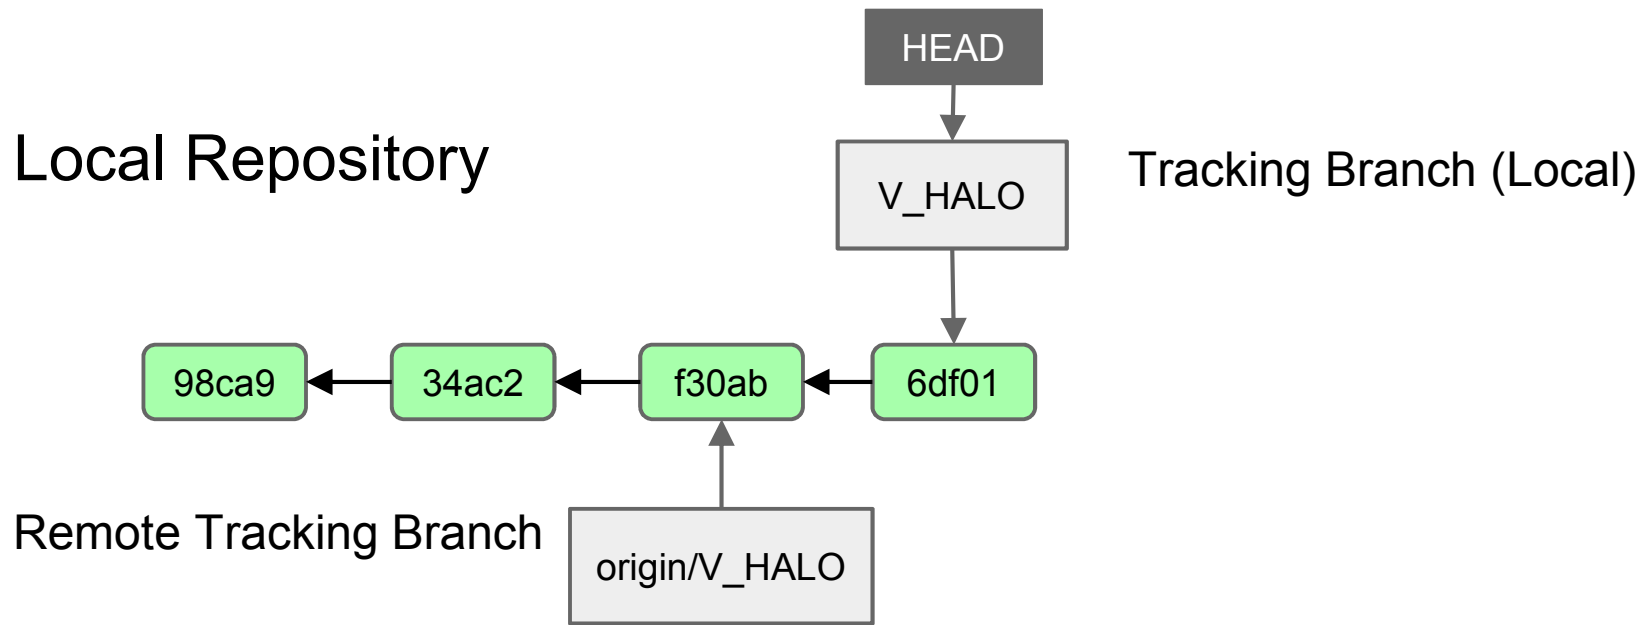 HEAD
Local Repository
Tracking Branch (Local)
V_HALO
98ca9
34ac2
f30ab
6df01
Remote Tracking Branch
origin/V_HALO